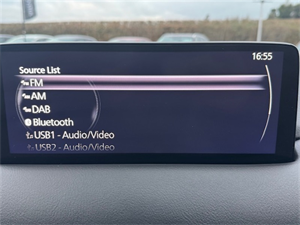 16:55
Source List
FM
AM
DAB
Bluetooth
USB1 - Audio/Video
USB2 - Audio/Video